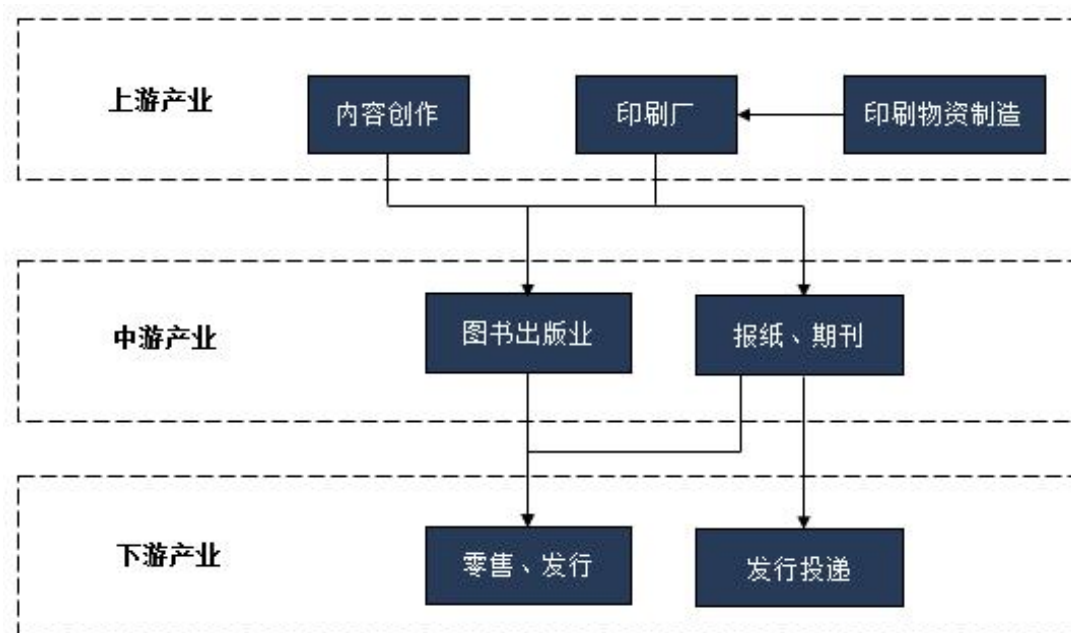 上游产业
内容创作
印刷厂
印刷物资制造
中游产业
图书出版业
报纸、期刊
下游产业
零售、发行
发行投递